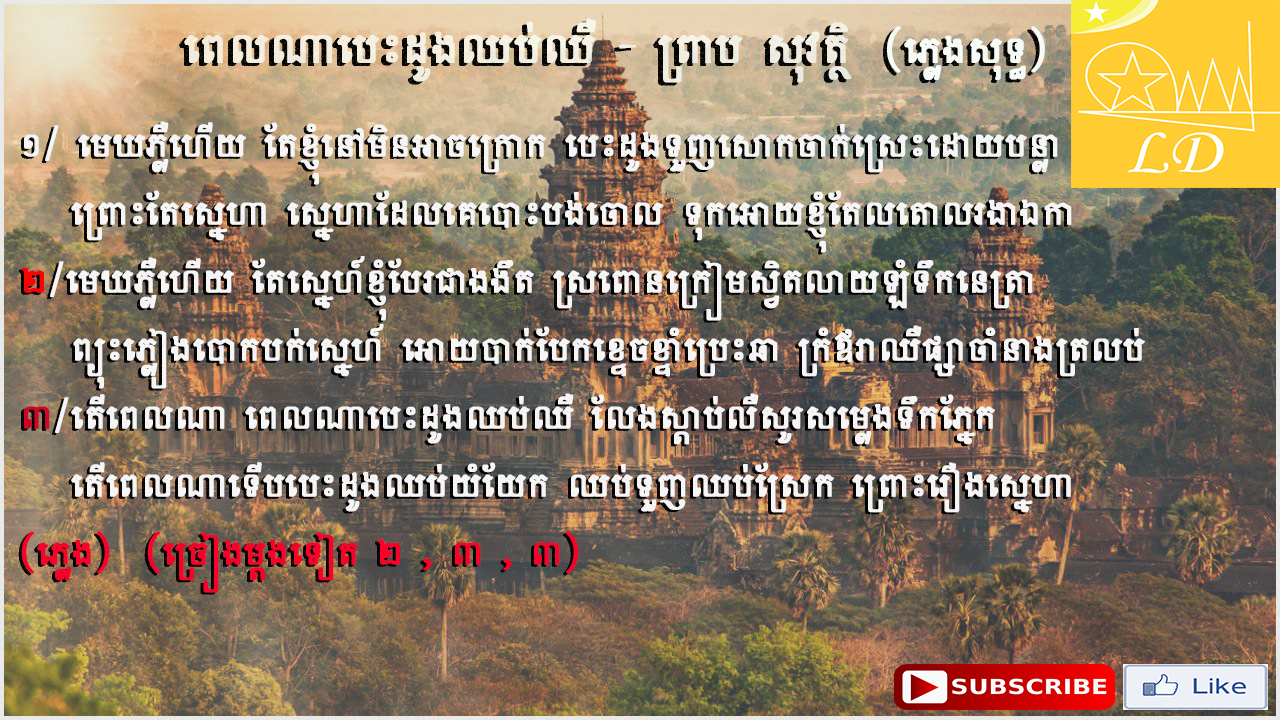 ពេលណាបេះដូងឈប់ឈឺ - ព្រាប សុវត្ថិ (ភ្លេងសុទ្ធ)
LD
១/ មេឃភ្លឺហើយ តែខ្ញុំនៅមិនអាចក្រោក បេះដូងទួញសោកចាក់ស្រេះដោយបន្លា
ព្រោះតែស្នេហា ស្នេហាដែលគេបោះបង់ចោល ទុកអោយខ្ញុំតែលតោលរងាឯកា
២/មេឃភ្លឺហើយ តែស្នេហ៍ខ្ញុំបែរជាងងឹត ស្រពោនក្រៀមស្វិតលាយឡំទឹកនេត្រា
ព្យុះភ្លៀងបោកបក់ស្នេហ៍ អោយបាក់បែកខ្ទេចខ្ទាំប្រេះឆា ក្រំឪរាឈឺផ្សាចាំនាងត្រលប់
៣/តើពេលណា ពេលណាបេះដូងឈប់ឈឺ លែងស្តាប់លឺសូរសម្លេងទឹកភ្នែក
តើពេលណាទើបបេះដូងឈប់យំយែក ឈប់ទួញឈប់ស្រែក ព្រោះរឿងស្នេហា
(ភ្លេង) (ច្រៀងម្តងទៀត ២ , ៣ , ៣)
SUBSCRIBE
Like